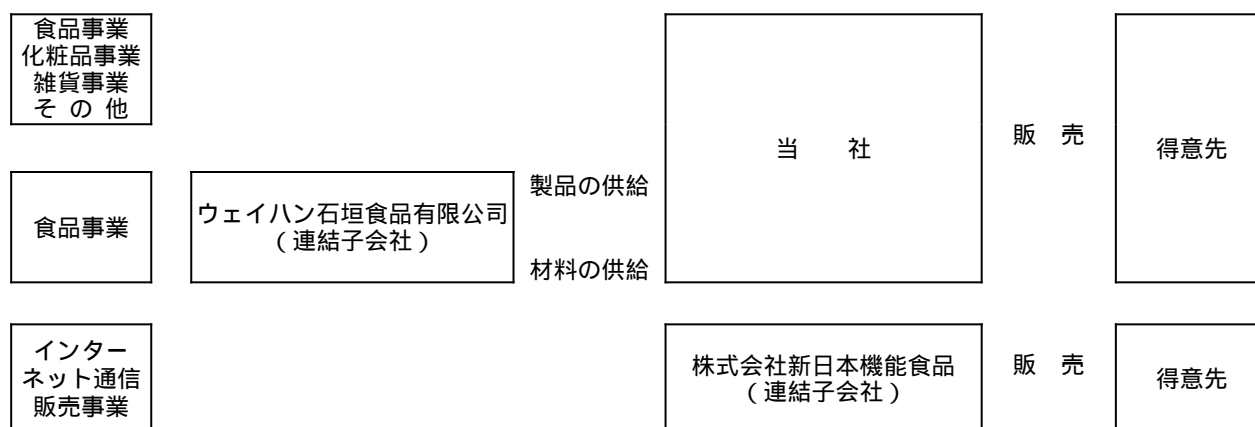 食品事業
化粧品事業
雑貨事業
そ の 他
当　　社
販　売
得意先
食品事業
ウェイハン石垣食品有限公司
（連結子会社）
製品の供給
材料の供給
インター
ネット通信
販売事業
株式会社新日本機能食品
（連結子会社）
販　売
得意先